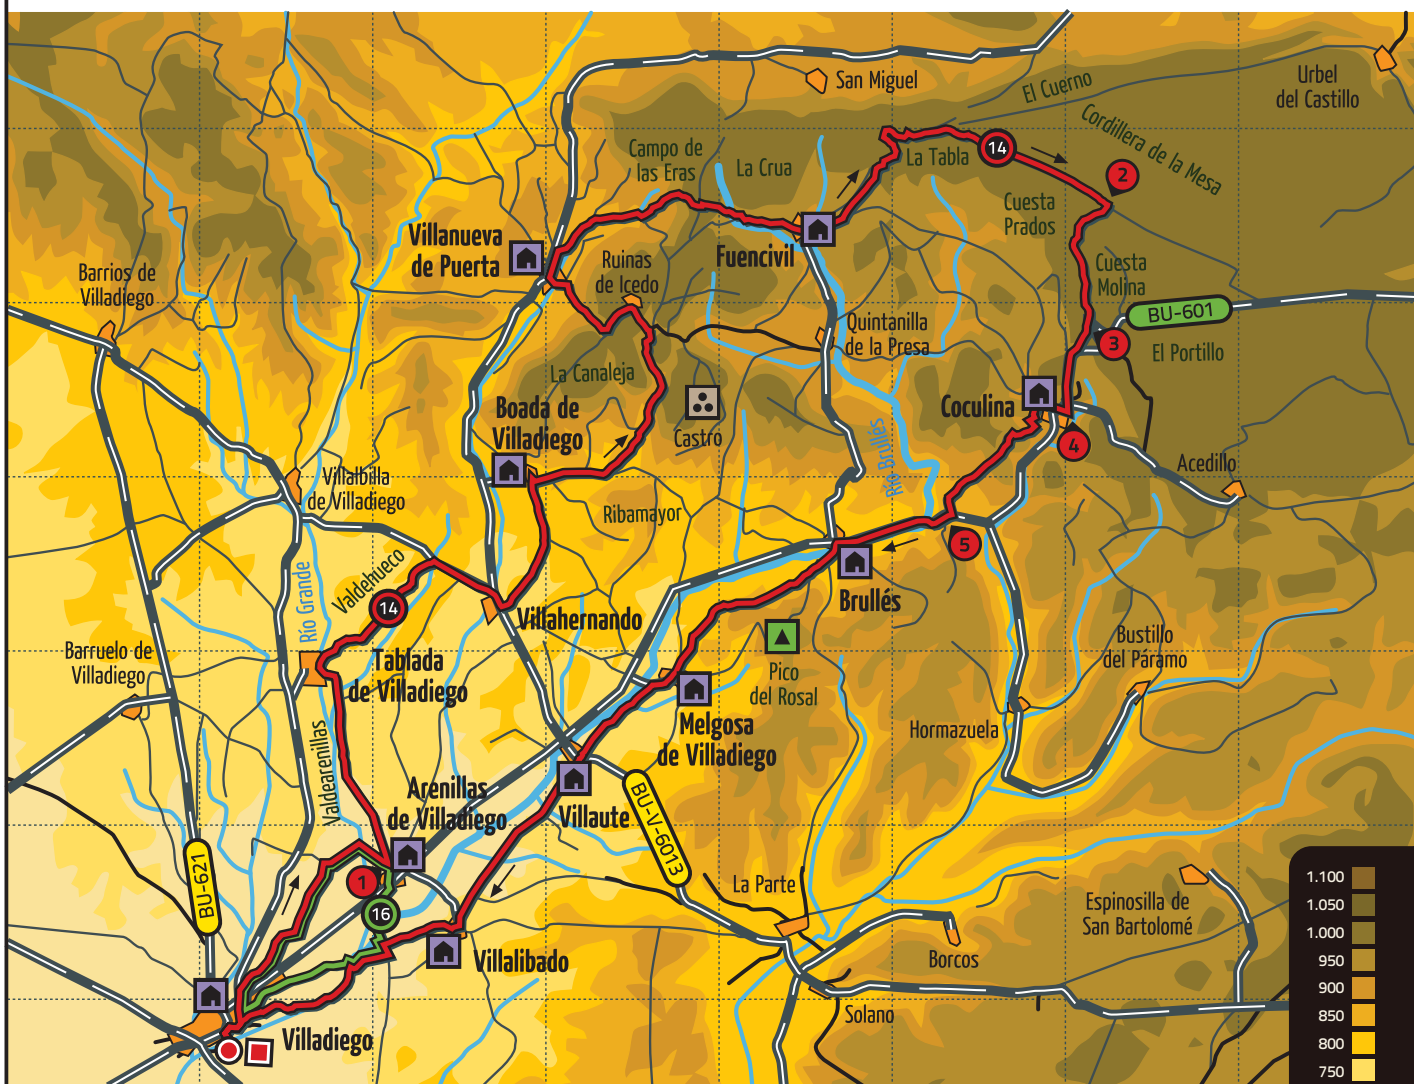 San Miguel
Urbel
del Castillo
El Cuerno
Cordillera de la Mesa
Campo de
las Eras
La Crua
La Tabla
14
2
Cuesta
Prados
Villanueva
de Puerta
Fuencivil
Ruinas
de Icedo
Barrios de
Villadiego
Cuesta
Molina
BU-601
Quintanilla
de la Presa
3
El Portillo
La Canaleja
Boada de
Villadiego
Castro
Coculina
4
Río Brulles
Acedillo
Villalbilla
de Villadiego
Ribamayor
5
Valdehueco
Río Grande
14
Brullés
Villahernando
Barruelo de
Villadiego
Tablada
de Villadiego
Pico
del Rosal
Bustillo
del Páramo
Melgosa
de Villadiego
Hormazuela
Valdearenillas
Arenillas
de Villadiego
Villaute
BU-V-6013
BU-621
1
16
La Parte
Espinosilla de
San Bartolomé
Borcos
Villalibado
Solano
Villadiego
1.100
1.050
1.000
950
900
850
800
750